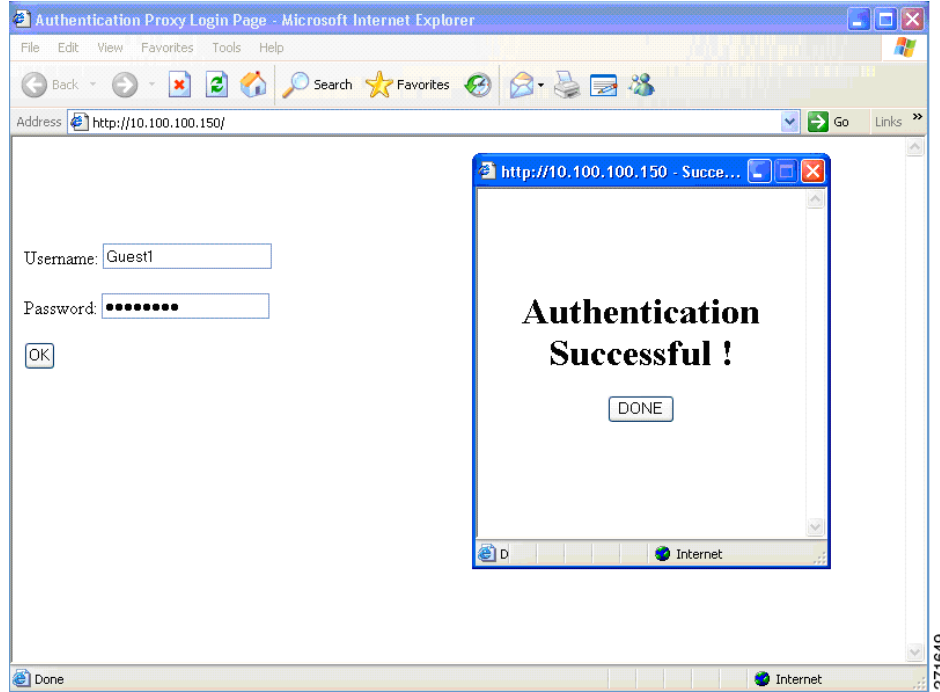 Authentication Proxy Login Page - Microsoft Internet Explorer
File Edit View Favorites Tools Help
Back Search Favorites
Address http://10.100.100.150/ Go Links »
http://10.100.100.150 - Succe...
Username: Guest1
Password: ••••••••
OK
Authentication
Successful !
DONE
D Internet
Done Internet
271649